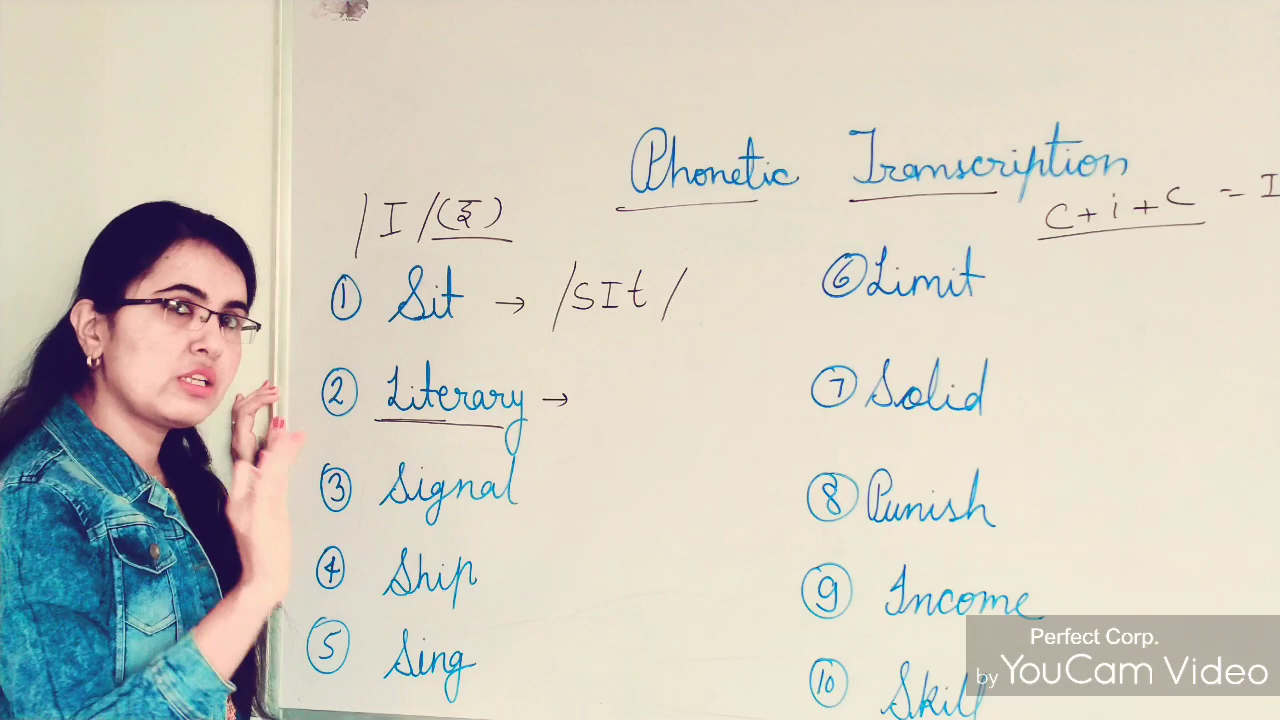 Phonetic Transcription
/I/(इ)
C+i+C = I
① Sit → /sIt/
② Literary →
③ Signal
④ Ship
⑤ Sing
⑥ Limit
⑦ Solid
⑧ Punish
⑨ Income
⑩ Skill
Perfect Corp.
by YouCam Video